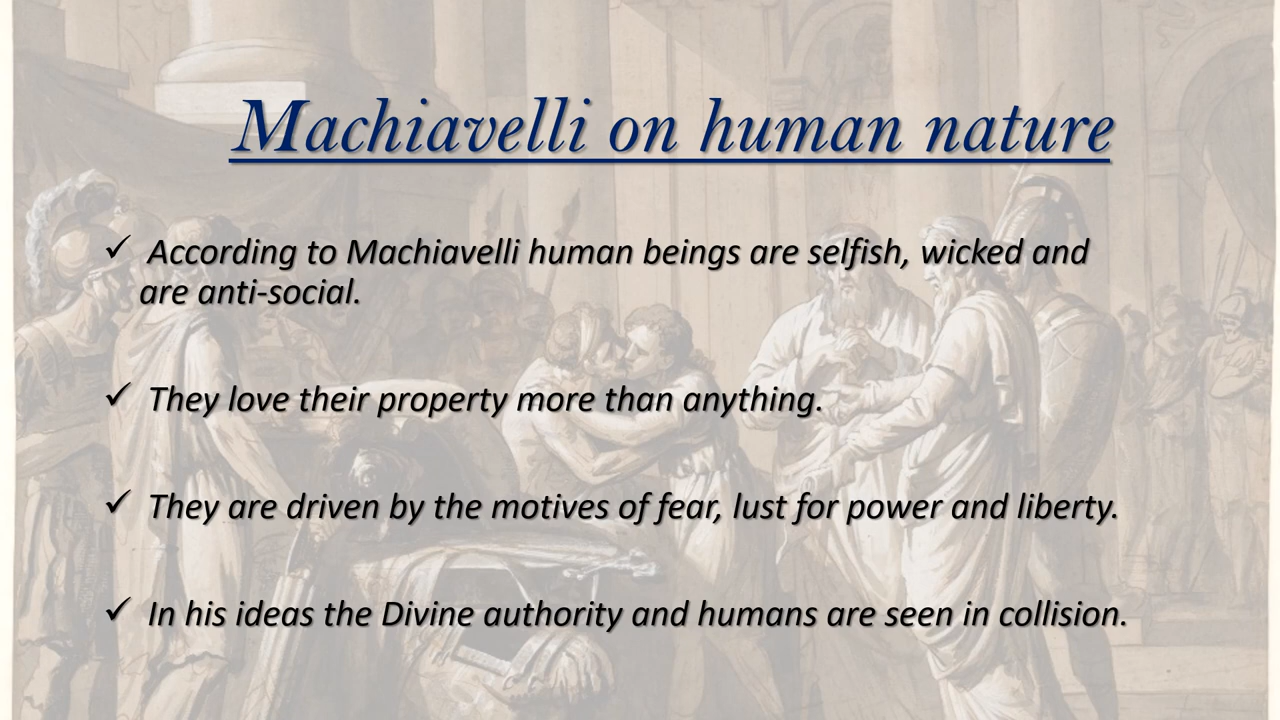 Machiavelli on human nature
✓ According to Machiavelli human beings are selfish, wicked and
are anti-social.
✓ They love their property more than anything.
✓ They are driven by the motives of fear, lust for power and liberty.
✓ In his ideas the Divine authority and humans are seen in collision.